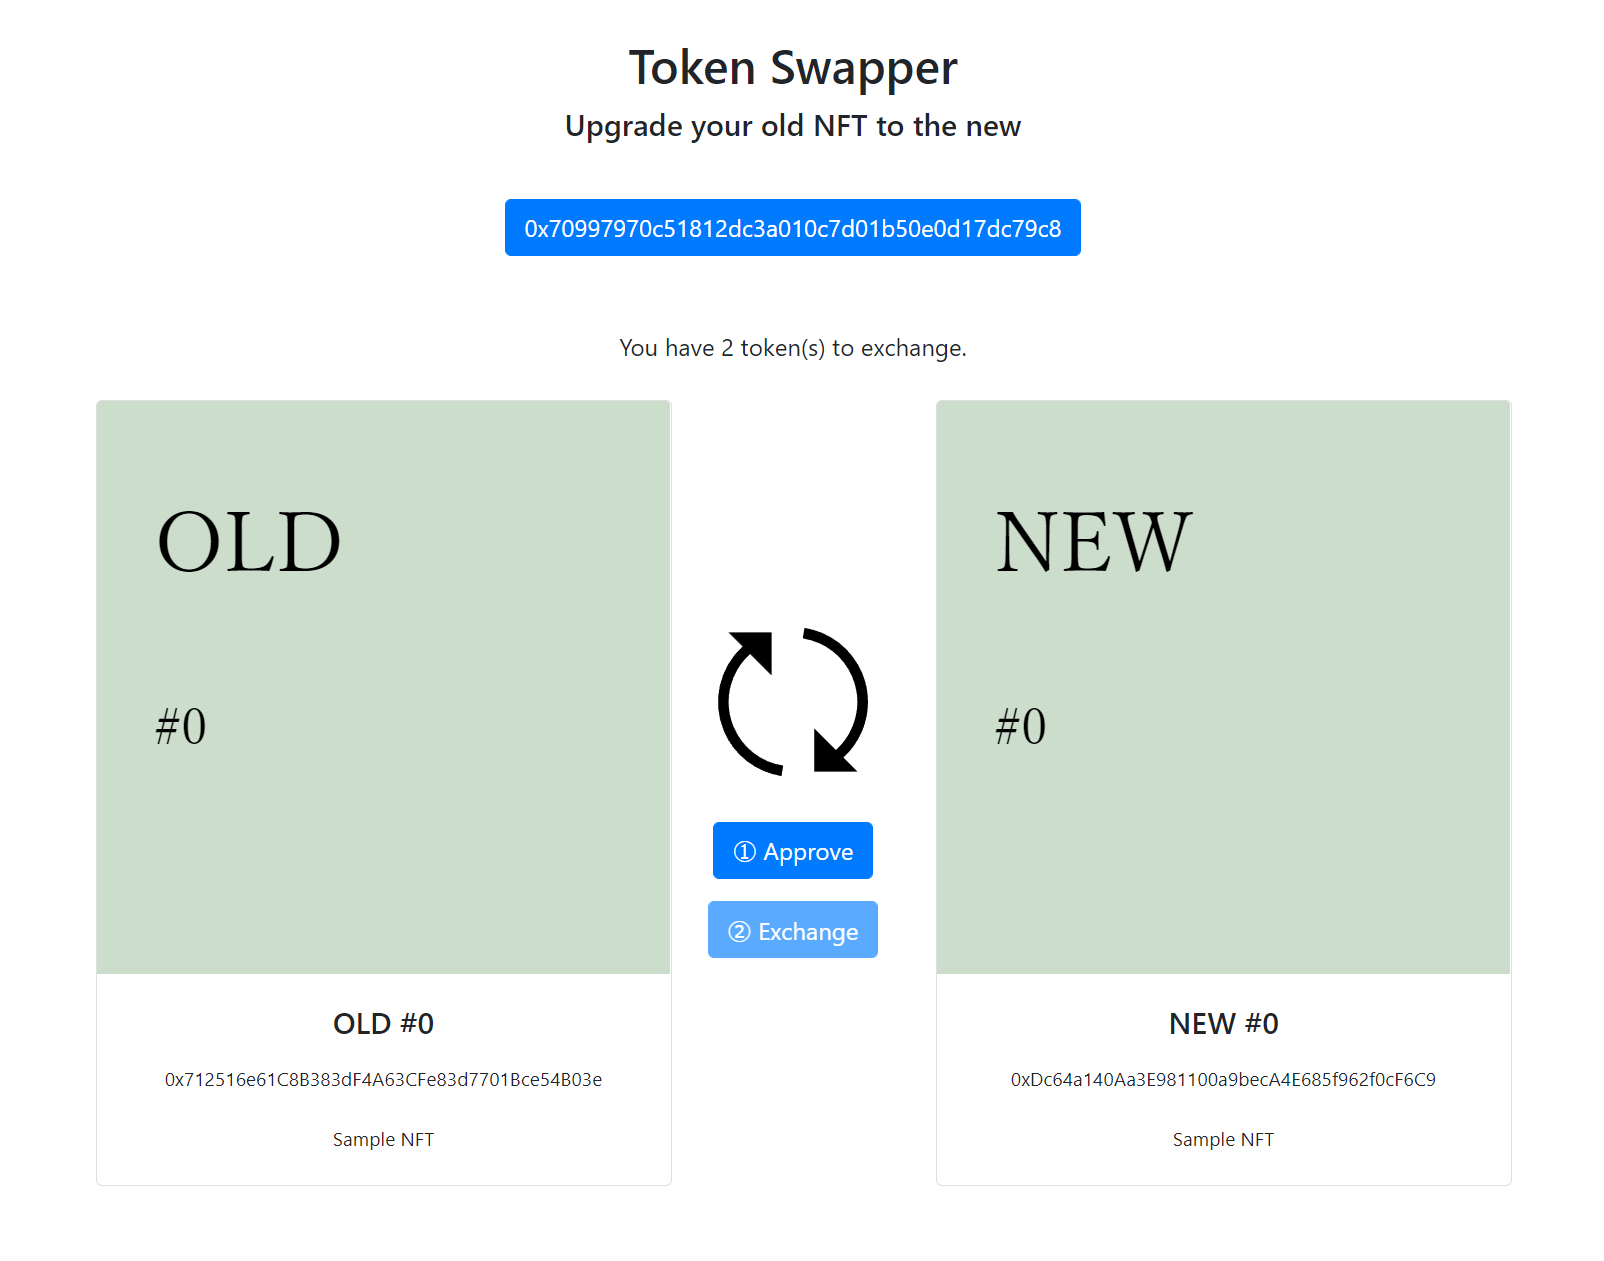 Token Swapper
Upgrade your old NFT to the new
0x70997970c51812dc3a010c7d01b50e0d17dc79c8
You have 2 token(s) to exchange.
OLD
#0
NEW
#0
① Approve
② Exchange
OLD #0
0x712516e61C8B383dF4A63CFe83d7701Bce54B03e
Sample NFT
NEW #0
0xDc64a140Aa3E981100a9becA4E685f962f0cF6C9
Sample NFT